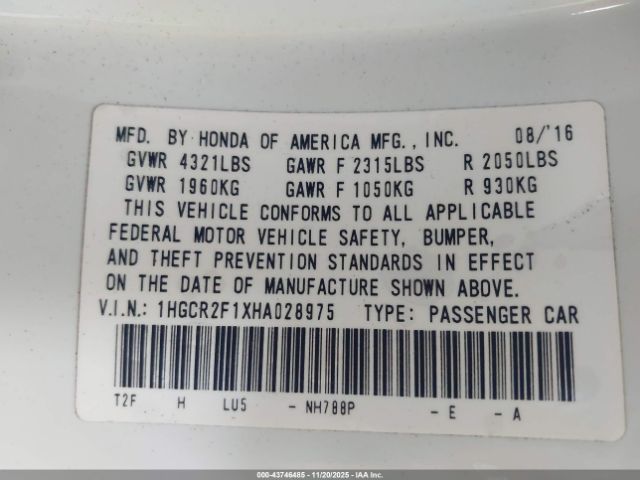 MFD. BY HONDA OF AMERICA MFG., INC. 08/'16
GVWR 4321LBS GAWR F 2315LBS R 2050LBS
GVWR 1960KG GAWR F 1050KG R 930KG
THIS VEHICLE CONFORMS TO ALL APPLICABLE
FEDERAL MOTOR VEHICLE SAFETY, BUMPER,
AND THEFT PREVENTION STANDARDS IN EFFECT
ON THE DATE OF MANUFACTURE SHOWN ABOVE.
V.I.N.: 1HGCR2F1XHA028975 TYPE: PASSENGER CAR
T2F H LU5 - NH788P - E - A
000-43746485 - 11/20/2025 - IAA Inc.